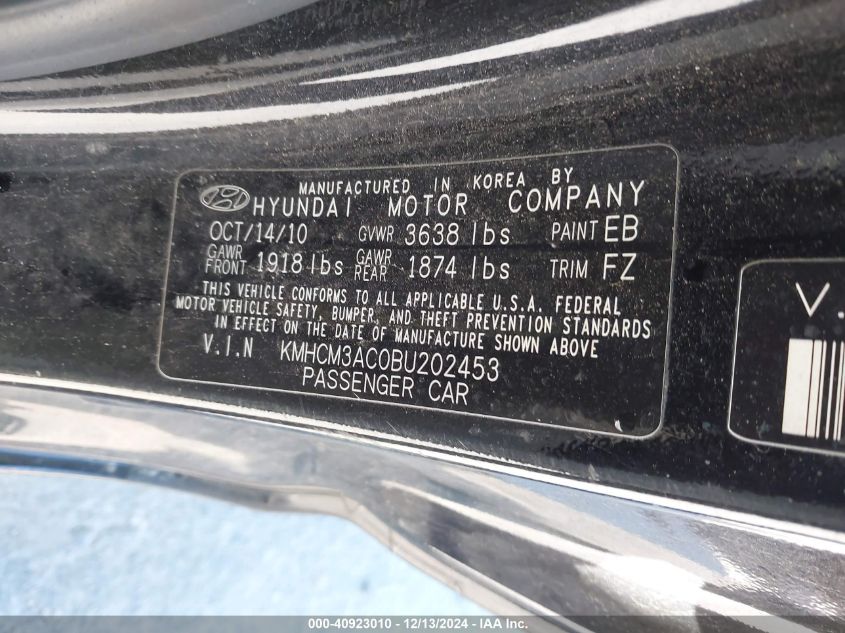 MANUFACTURED IN KOREA BY
HYUNDAI MOTOR COMPANY
OCT/14/10 GVWR 3638 lbs PAINT EB
GAWR FRONT 1918 lbs GAWR REAR 1874 lbs TRIM FZ
THIS VEHICLE CONFORMS TO ALL APPLICABLE U.S.A. FEDERAL
MOTOR VEHICLE SAFETY, BUMPER, AND THEFT PREVENTION STANDARDS
IN EFFECT ON THE DATE OF MANUFACTURE SHOWN ABOVE
V.I.N KMHCM3AC0BU202453
PASSENGER CAR
V.
000-40923010 - 12/13/2024 - 1753